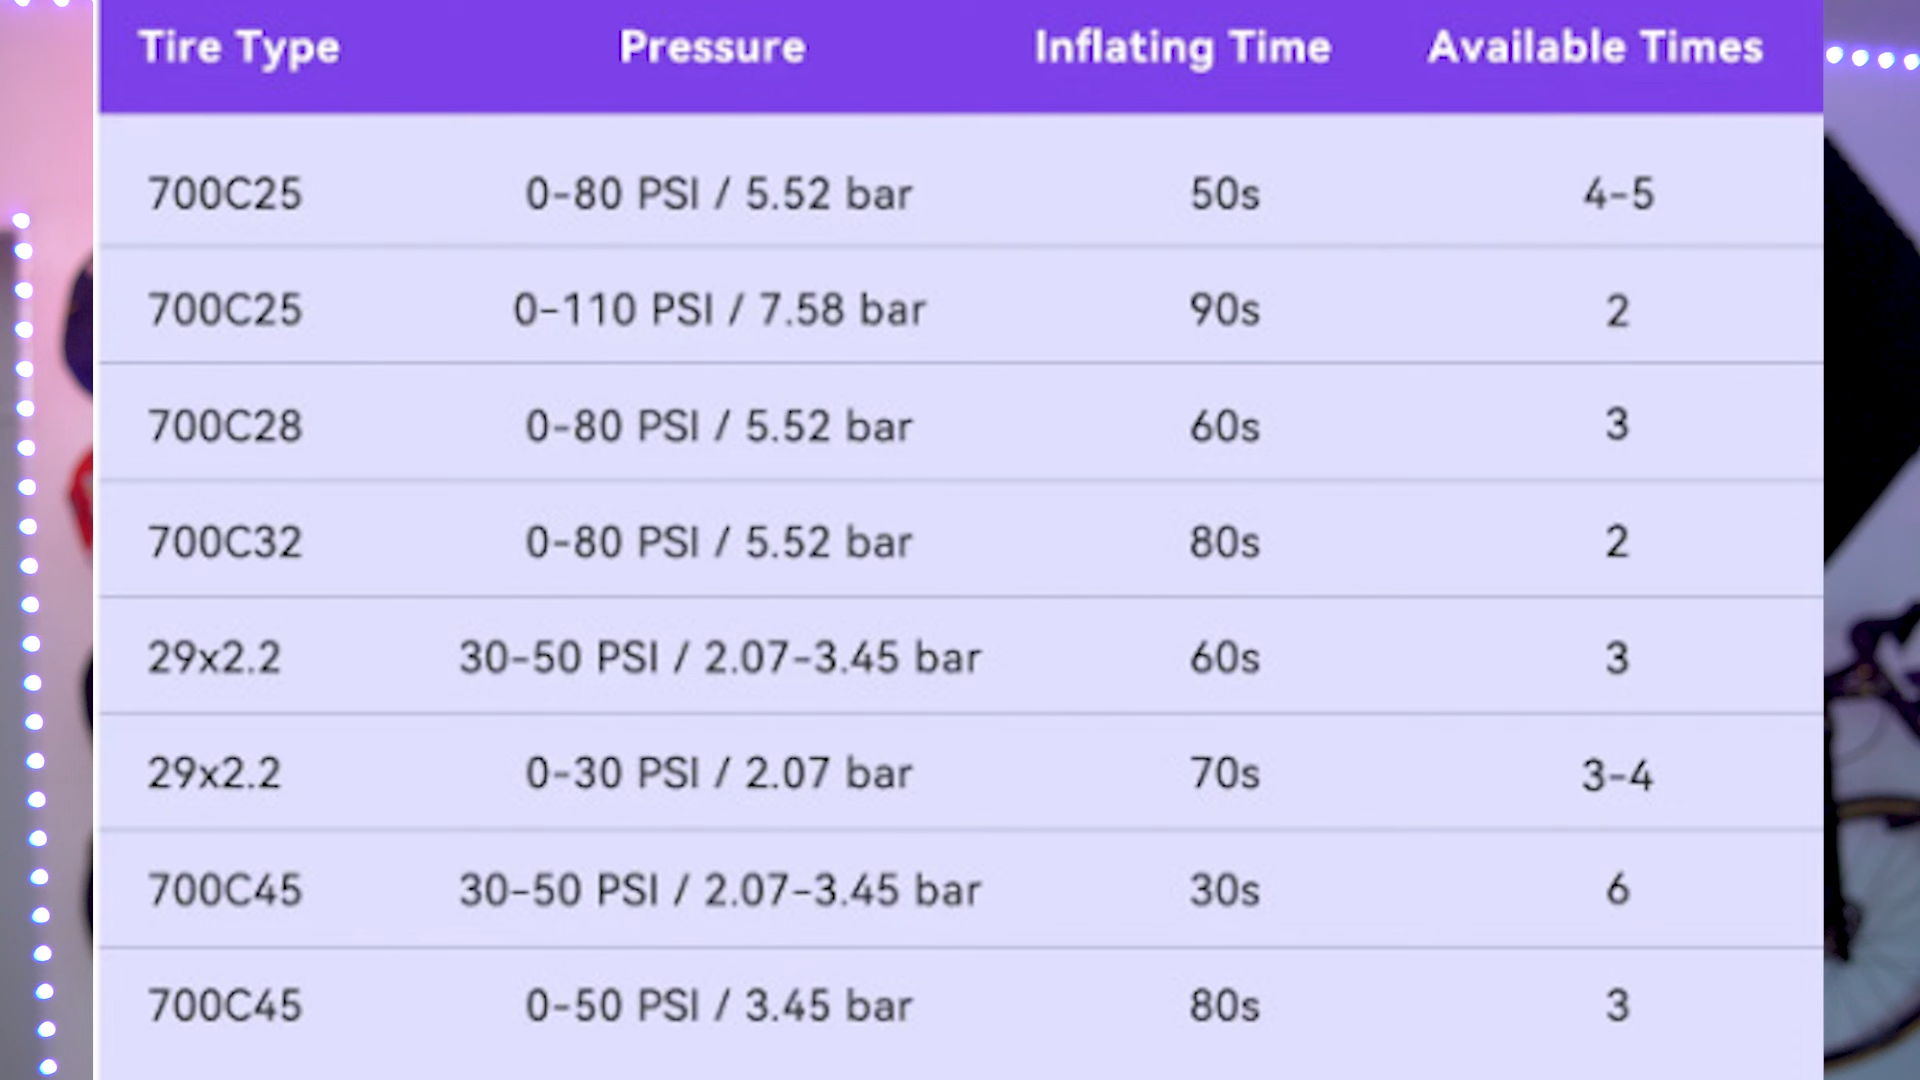 Tire Type Pressure Inflating Time Available Times
700C25 0-80 PSI / 5.52 bar 50s 4-5
700C25 0-110 PSI / 7.58 bar 90s 2
700C28 0-80 PSI / 5.52 bar 60s 3
700C32 0-80 PSI / 5.52 bar 80s 2
29x2.2 30-50 PSI / 2.07-3.45 bar 60s 3
29x2.2 0-30 PSI / 2.07 bar 70s 3-4
700C45 30-50 PSI / 2.07-3.45 bar 30s 6
700C45 0-50 PSI / 3.45 bar 80s 3